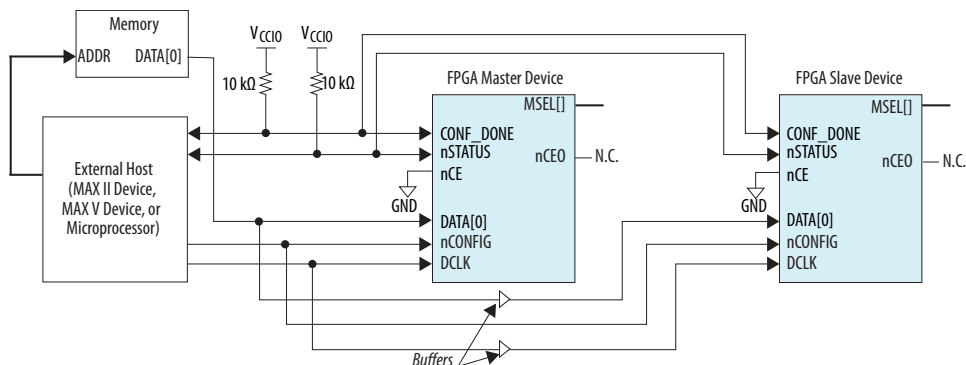 Memory
ADDR DATA[0]
V CCIO
V CCIO
10 kΩ
10 kΩ
External Host
(MAX II Device,
MAX V Device, or
Microprocessor)
FPGA Master Device
MSEL[]
CONF_DONE
nSTATUS
nCE
nCEO
N.C.
GND
DATA[0]
nCONFIG
DCLK
FPGA Slave Device
MSEL[]
CONF_DONE
nSTATUS
nCE
nCEO
N.C.
GND
DATA[0]
nCONFIG
DCLK
Buffers